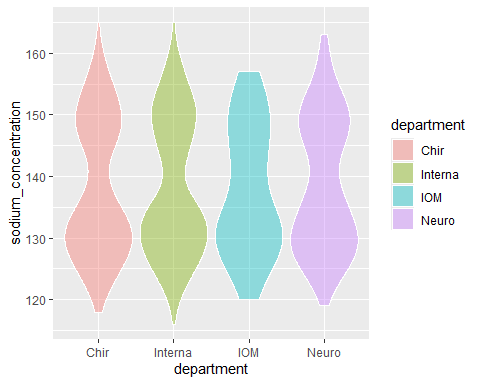 sodium_concentration
160
150
140
130
120
Chir
Interna
IOM
Neuro
department
department
Chir
Interna
IOM
Neuro